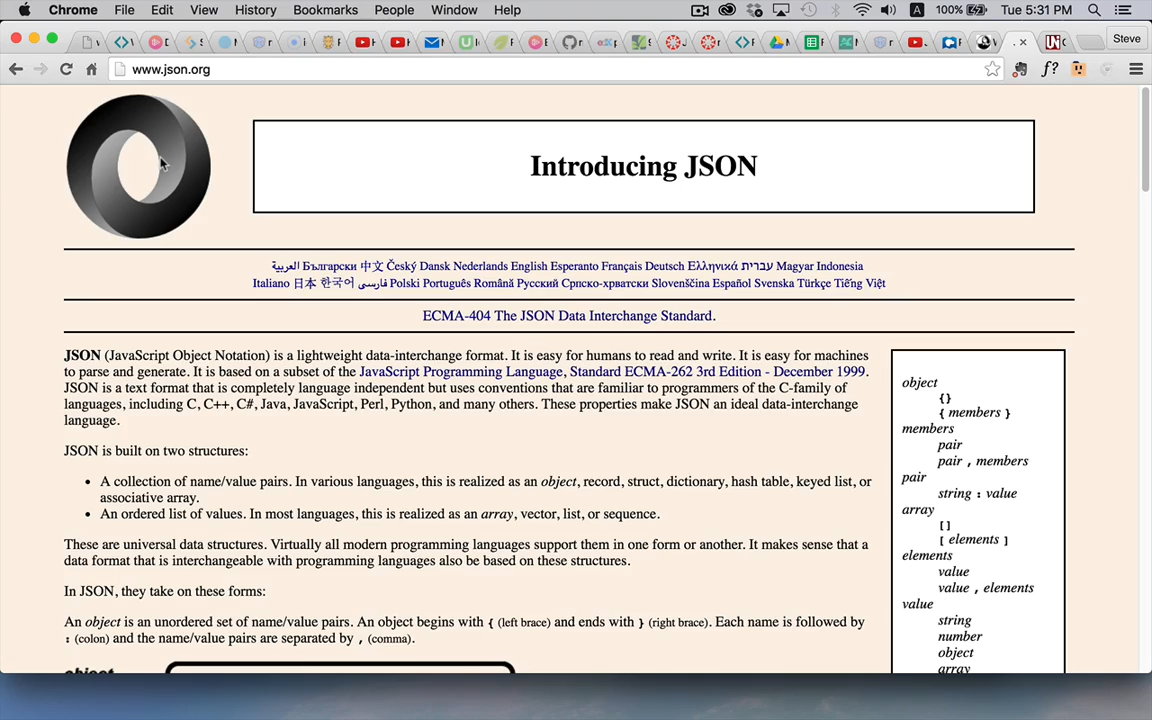 Chrome File Edit View History Bookmarks People Window Help 100% Tue 5:31 PM
Steve
www.json.org
Introducing JSON
العربية Български 中文 Český Dansk Nederlands English Esperanto Français Deutsch Ελληνικά עברית Magyar Indonesia
Italiano 日本 한국어 فارسی Polski Português Română Русский Српско-хрватски Slovenščina Español Svenska Türkçe Tiếng Việt
ECMA-404 The JSON Data Interchange Standard.
JSON (JavaScript Object Notation) is a lightweight data-interchange format. It is easy for humans to read and write. It is easy for machines
to parse and generate. It is based on a subset of the JavaScript Programming Language, Standard ECMA-262 3rd Edition - December 1999.
JSON is a text format that is completely language independent but uses conventions that are familiar to programmers of the C-family of
languages, including C, C++, C#, Java, JavaScript, Perl, Python, and many others. These properties make JSON an ideal data-interchange
language.
JSON is built on two structures:
• A collection of name/value pairs. In various languages, this is realized as an object, record, struct, dictionary, hash table, keyed list, or
associative array.
• An ordered list of values. In most languages, this is realized as an array, vector, list, or sequence.
These are universal data structures. Virtually all modern programming languages support them in one form or another. It makes sense that a
data format that is interchangeable with programming languages also be based on these structures.
In JSON, they take on these forms:
An object is an unordered set of name/value pairs. An object begins with { (left brace) and ends with } (right brace). Each name is followed by
: (colon) and the name/value pairs are separated by , (comma).
object
object
{}
{ members }
members
pair
pair , members
pair
string : value
array
[]
[ elements ]
elements
value
value , elements
value
string
number
object
array